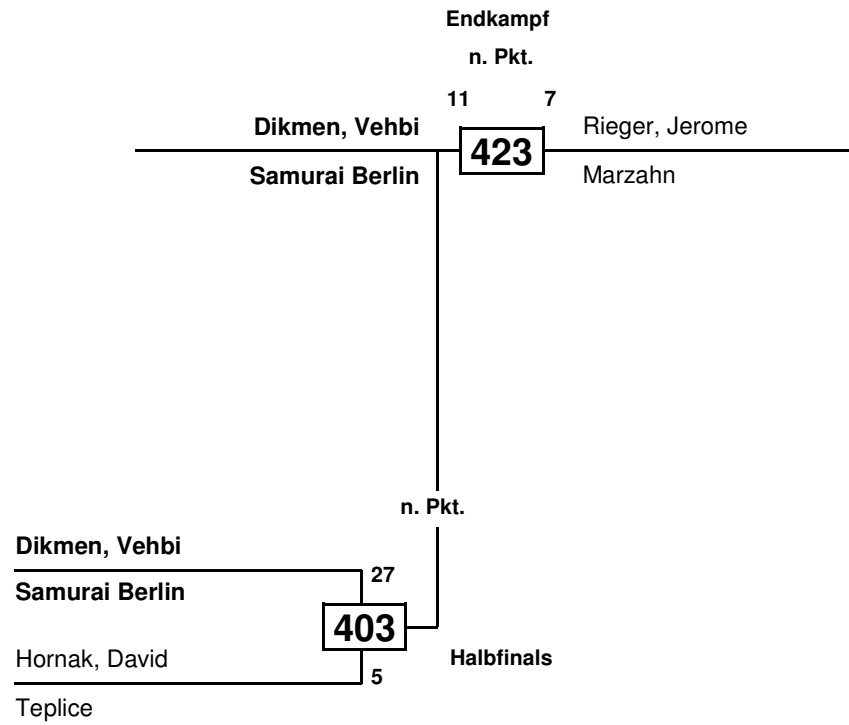 Endkampf
n. Pkt.
11 7
Dikmen, Vehbi 423 Rieger, Jerome
Samurai Berlin Marzahn
n. Pkt.
Dikmen, Vehbi
27
Samurai Berlin
403
Hornak, David Halbfinals
5
Teplice